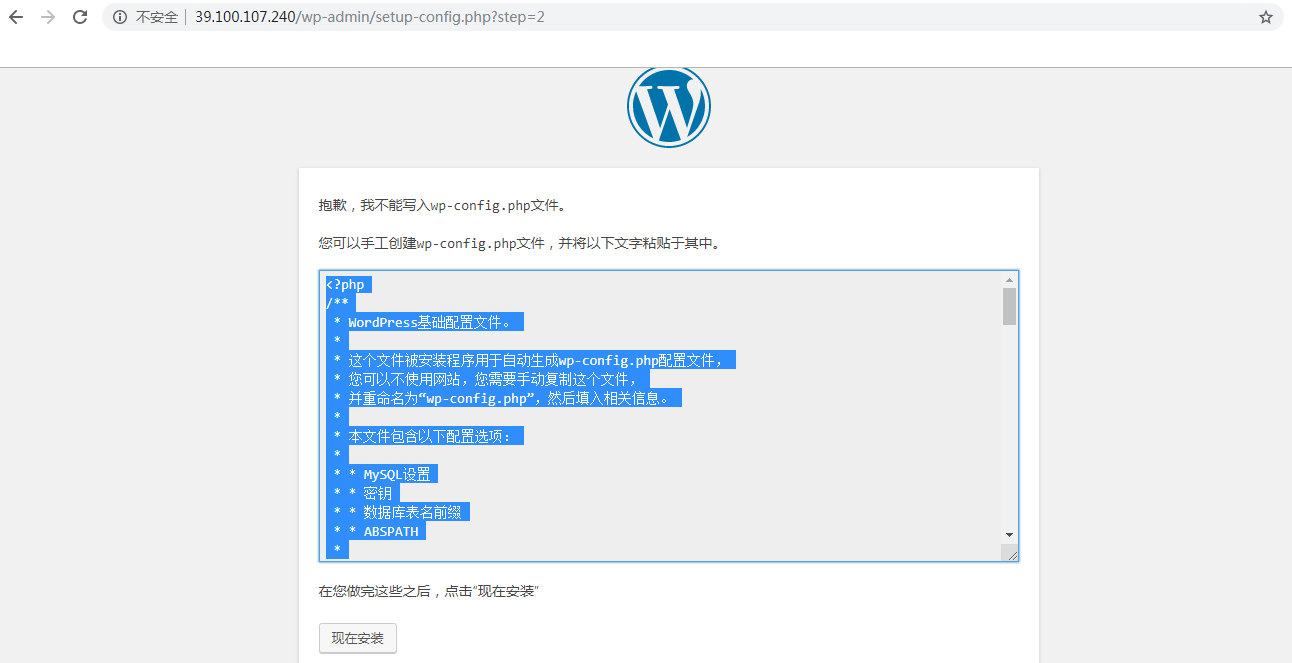 不安全 39.100.107.240/wp-admin/setup-config.php?step=2
抱歉，我不能写入wp-config.php文件。
您可以手工创建wp-config.php文件，并将以下文字粘贴于其中。
<?php
/**
* WordPress基础配置文件。
*
* 这个文件被安装程序用于自动生成wp-config.php配置文件，
* 您可以不使用网站，您需要手动复制这个文件，
* 并重命名为“wp-config.php”，然后填入相关信息。
*
* 本文件包含以下配置选项：
*
* * MySQL设置
* * 密钥
* * 数据库表名前缀
* * ABSPATH
*
在您做完这些之后，点击“现在安装”
现在安装